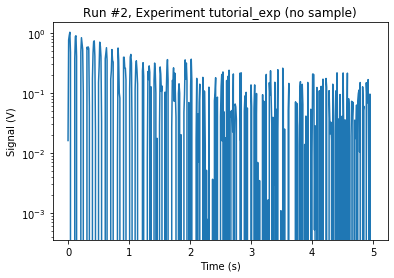 Run #2, Experiment tutorial_exp (no sample)
Signal (V)
10⁰
10⁻¹
10⁻²
10⁻³
0 1 2 3 4 5
Time (s)